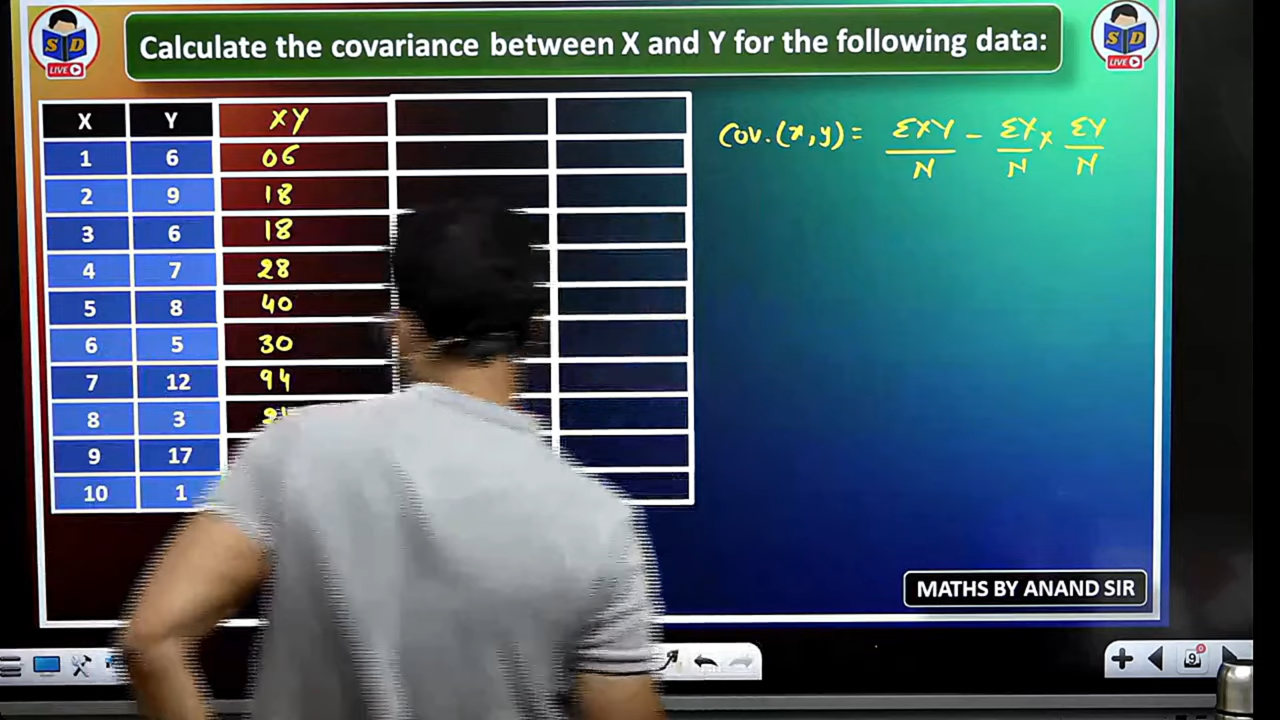 S D
LIVE
Calculate the covariance between X and Y for the following data:
S D
LIVE
X Y XY
1 6 06
2 9 18
3 6 18
4 7 28
5 8 40
6 5 30
7 12 94
8 3
9 17
10 1
Cov.(x,y) = ΣXY/N - ΣX/N × ΣY/N
MATHS BY ANAND SIR
9